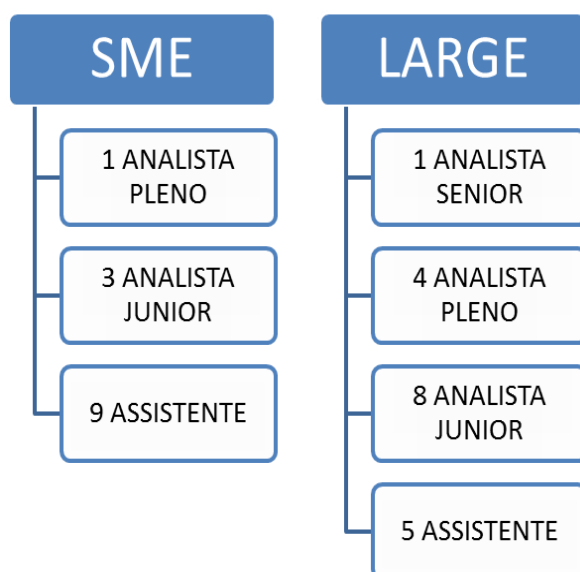 SME
1 ANALISTA
PLENO
3 ANALISTA
JUNIOR
9 ASSISTENTE
LARGE
1 ANALISTA
SENIOR
4 ANALISTA
PLENO
8 ANALISTA
JUNIOR
5 ASSISTENTE